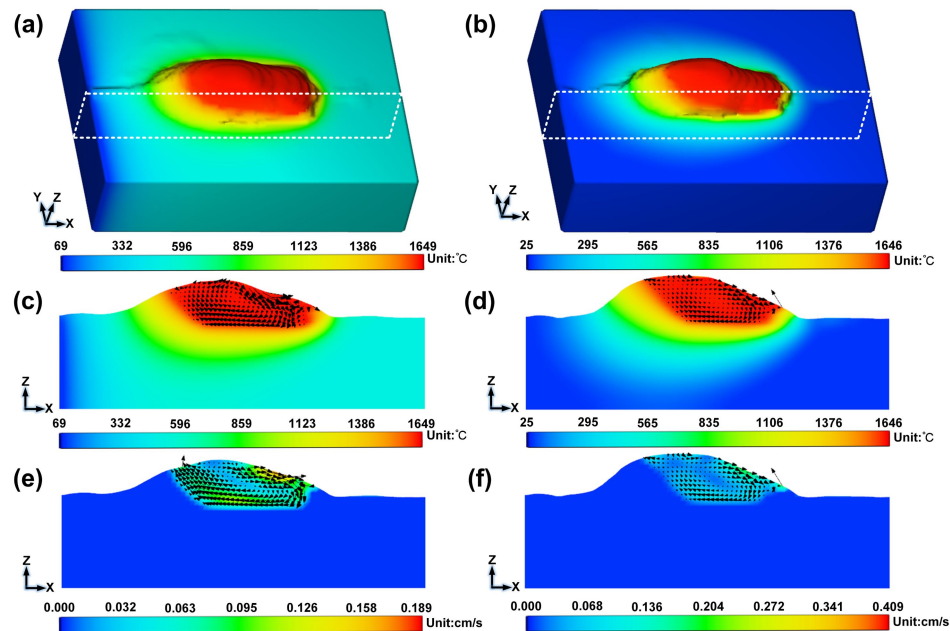 (a)
(b)
Y Z X
Y Z X
69 332 596 859 1123 1386 1649
Unit:℃
25 295 565 835 1106 1376 1646
Unit:℃
(c)
(d)
Z X
Z X
69 332 596 859 1123 1386 1649
Unit:℃
25 295 565 835 1106 1376 1646
Unit:℃
(e)
(f)
Z X
Z X
0.000 0.032 0.063 0.095 0.126 0.158 0.189
Unit:cm/s
0.000 0.068 0.136 0.204 0.272 0.341 0.409
Unit:cm/s